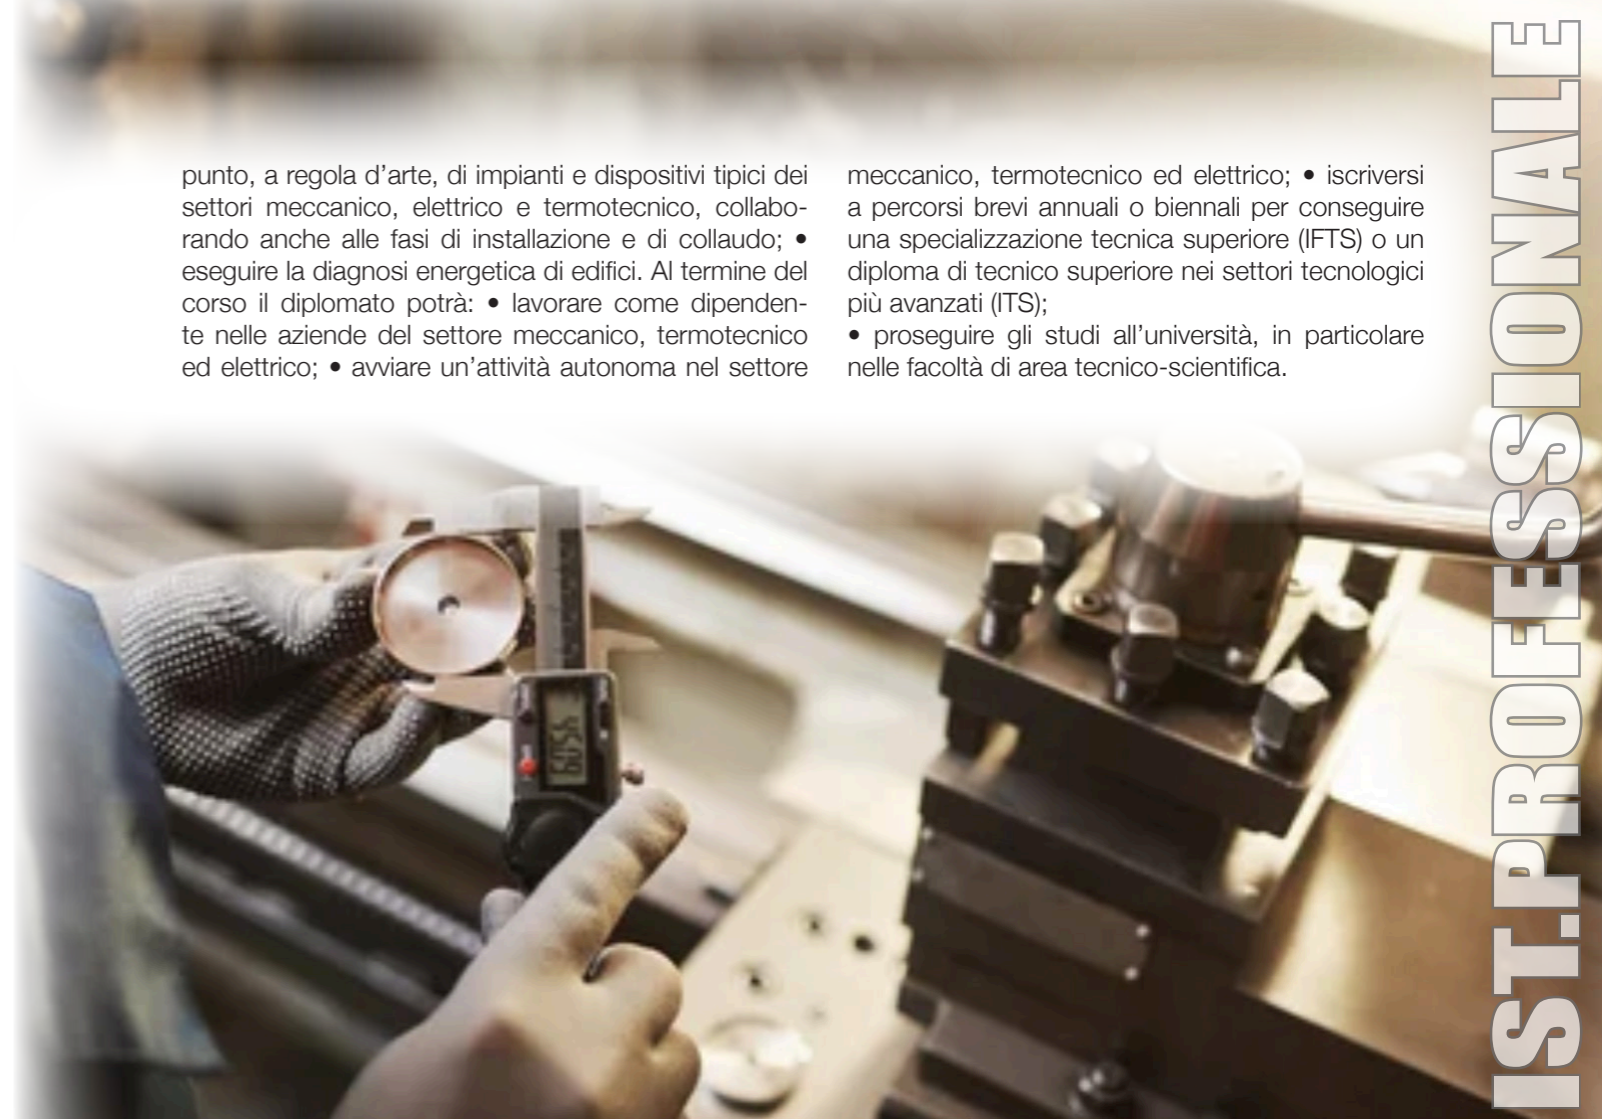 punto, a regola d'arte, di impianti e dispositivi tipici dei
settori meccanico, elettrico e termotecnico, collabo-
rando anche alle fasi di installazione e di collaudo; •
eseguire la diagnosi energetica di edifici. Al termine del
corso il diplomato potrà: • lavorare come dipenden-
te nelle aziende del settore meccanico, termotecnico
ed elettrico; • avviare un'attività autonoma nel settore
meccanico, termotecnico ed elettrico; • iscriversi
a percorsi brevi annuali o biennali per conseguire
una specializzazione tecnica superiore (IFTS) o un
diploma di tecnico superiore nei settori tecnologici
più avanzati (ITS);
• proseguire gli studi all'università, in particolare
nelle facoltà di area tecnico-scientifica.
IST.PROFESSIONALE